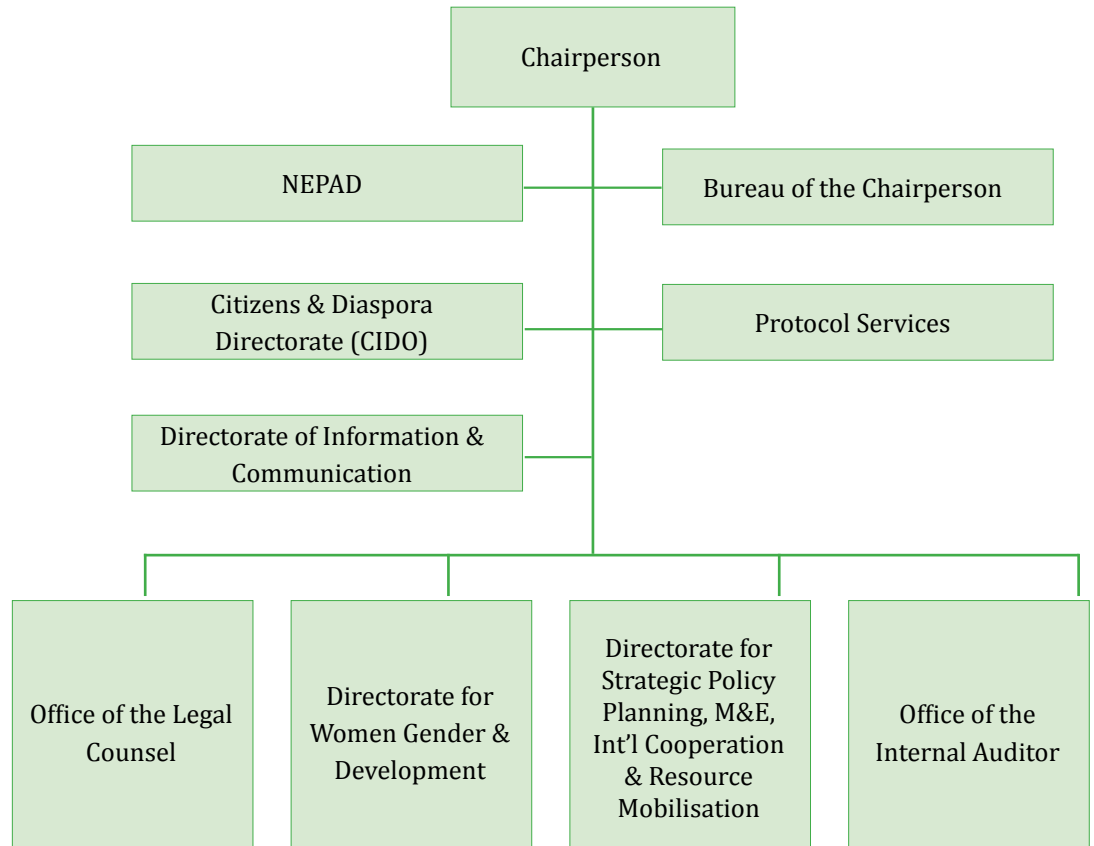 Chairperson
NEPAD
Bureau of the Chairperson
Citizens & Diaspora
Directorate (CIDO)
Protocol Services
Directorate of Information &
Communication
Office of the Legal
Counsel
Directorate for
Women Gender &
Development
Directorate for
Strategic Policy
Planning, M&E,
Int’l Cooperation
& Resource
Mobilisation
Office of the
Internal Auditor